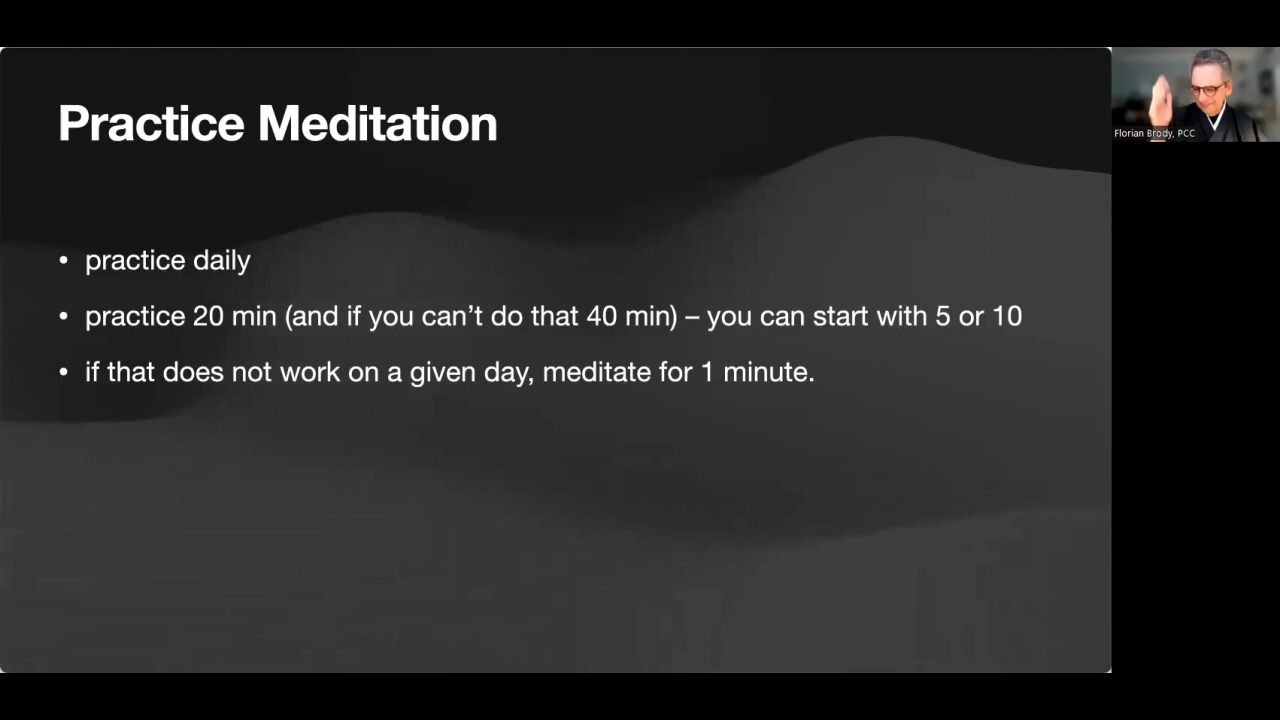 Practice Meditation
• practice daily
• practice 20 min (and if you can’t do that 40 min) – you can start with 5 or 10
• if that does not work on a given day, meditate for 1 minute.
Florian Brody, PCC